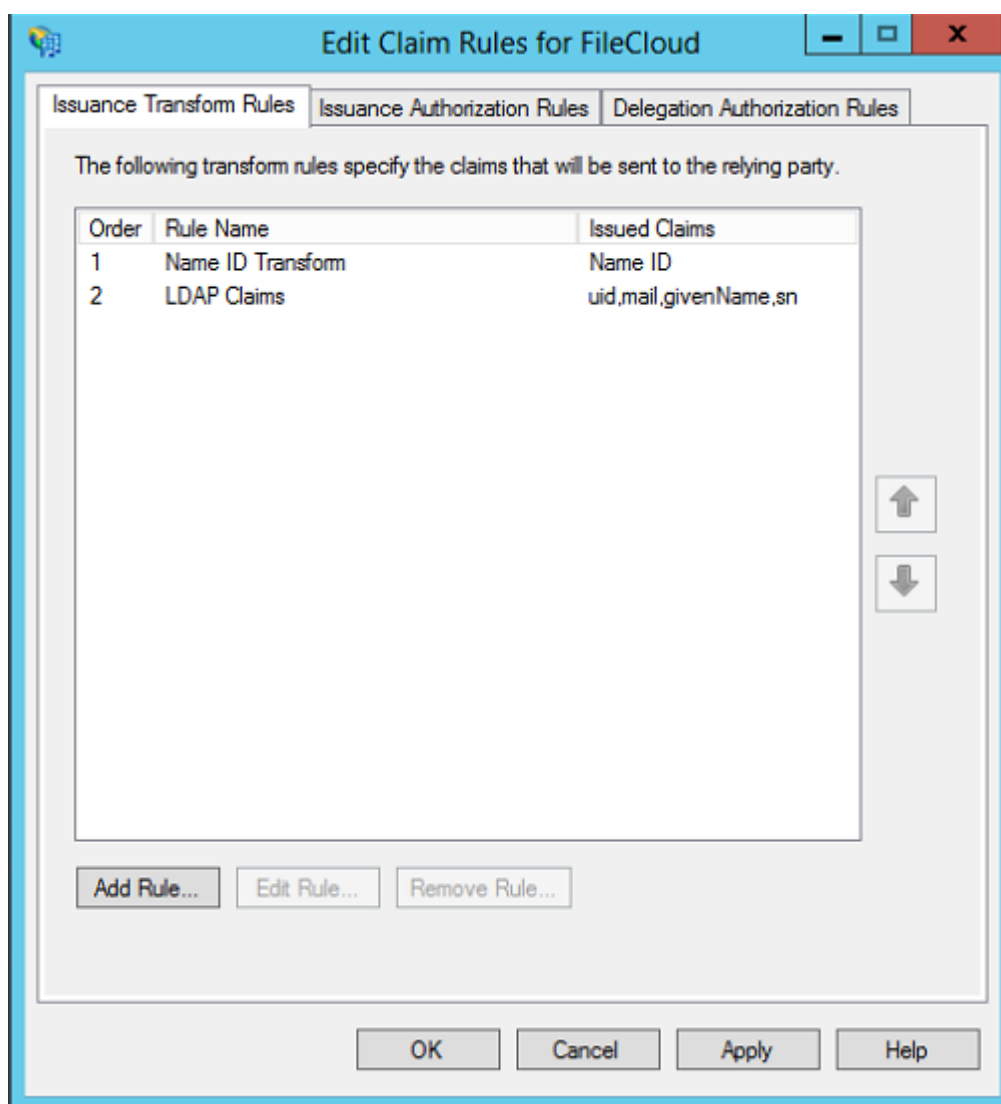 Edit Claim Rules for FileCloud
Issuance Transform Rules Issuance Authorization Rules Delegation Authorization Rules
The following transform rules specify the claims that will be sent to the relying party.
Order Rule Name Issued Claims
1 Name ID Transform Name ID
2 LDAP Claims uid,mail,givenName,sn
Add Rule... Edit Rule... Remove Rule...
OK Cancel Apply Help